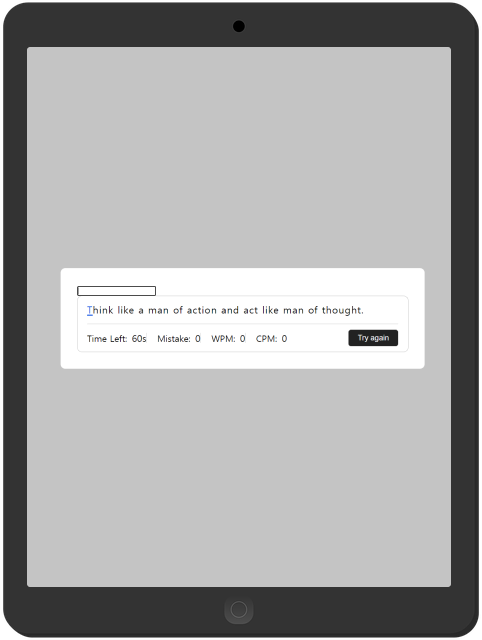 Think like a man of action and act like man of thought.
Time Left: 60s Mistake: 0 WPM: 0 CPM: 0 Try again